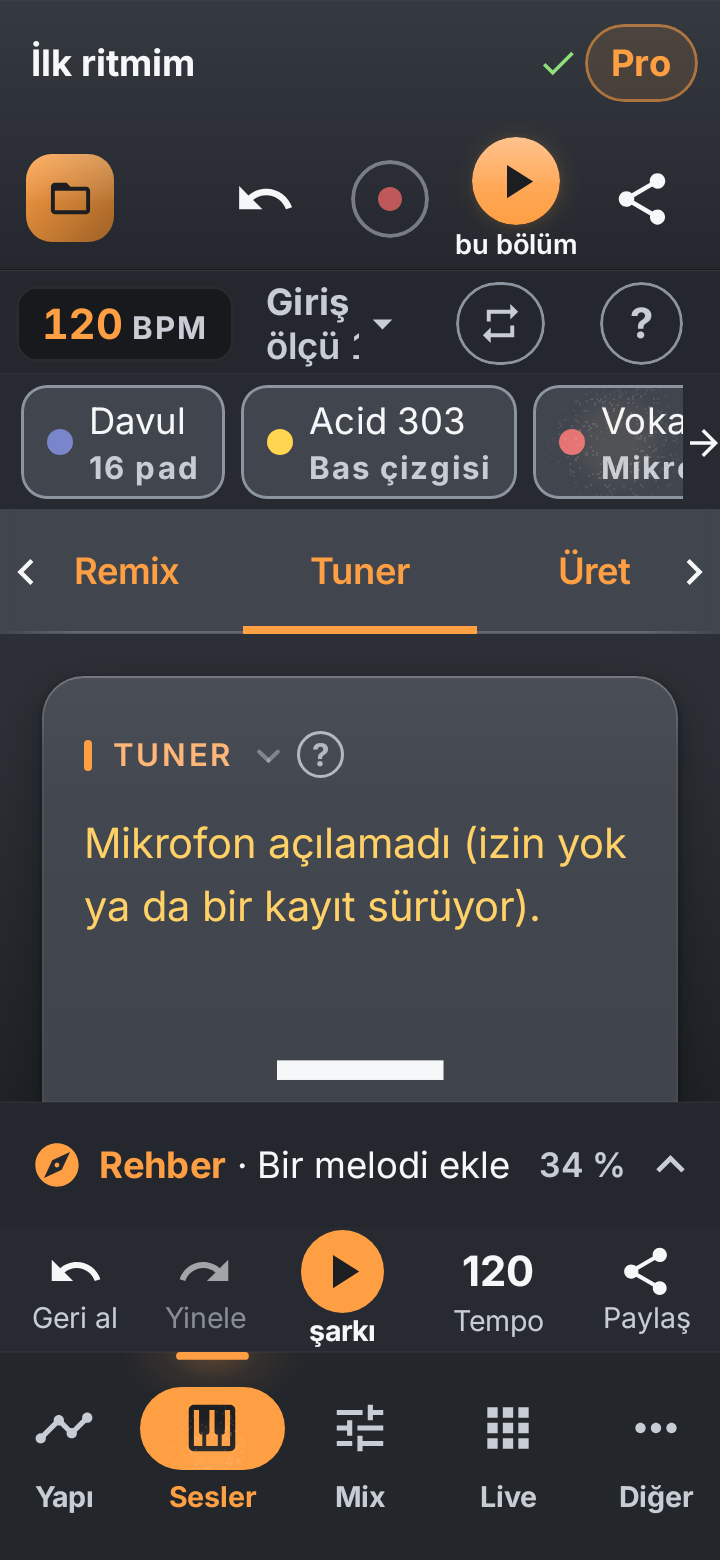 İlk ritmim
Pro
bu bölüm
120 BPM
Giriş
ölçü
?
Davul
16 pad
Acid 303
Bas çizgisi
Remix
Tuner
Üret
TUNER
?
Mikrofon açılamadı (izin yok
ya da bir kayıt sürüyor).
Rehber · Bir melodi ekle
34 %
Geri al
Yinele
şarkı
120
Tempo
Paylaş
Yapı
Sesler
Mix
Live
Diğer